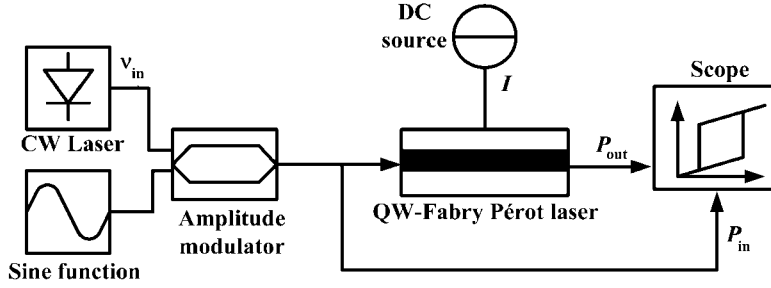 DC
source
I
ν_in
CW Laser
Sine function
Amplitude
modulator
QW-Fabry Pérot laser
P_out
Scope
P_in